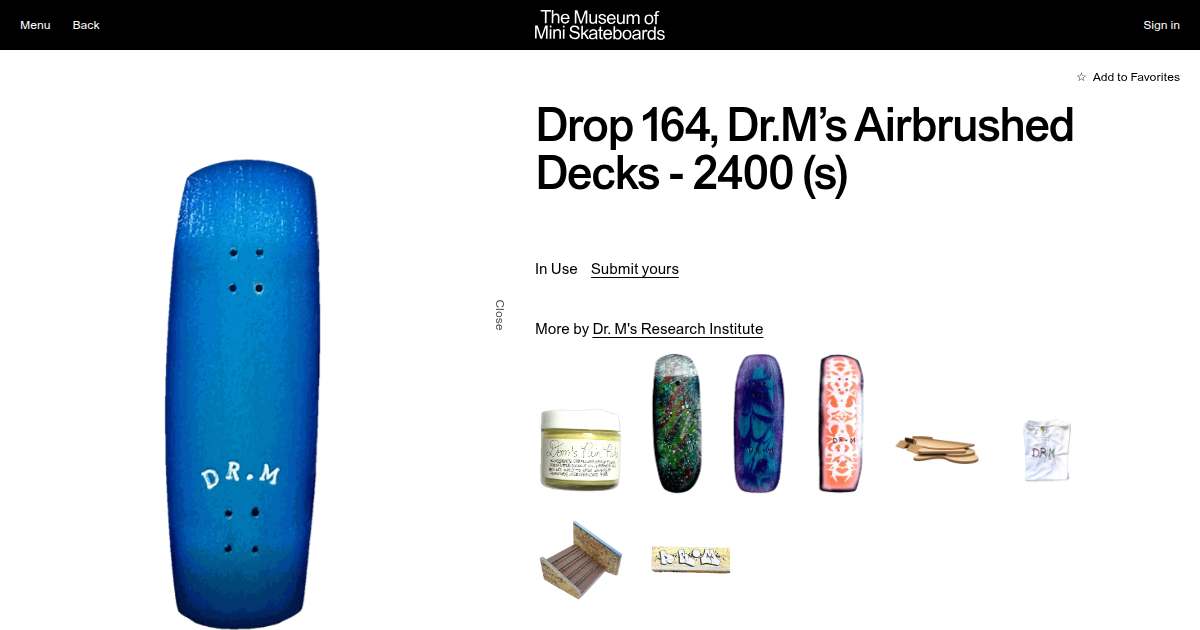 Menu
Back
The Museum of
Mini Skateboards
Sign in
☆ Add to Favorites
Drop 164, Dr.M’s Airbrushed
Decks - 2400 (s)
In Use
Submit yours
Close
More by Dr. M's Research Institute
DR.M
DR.M
DR.M